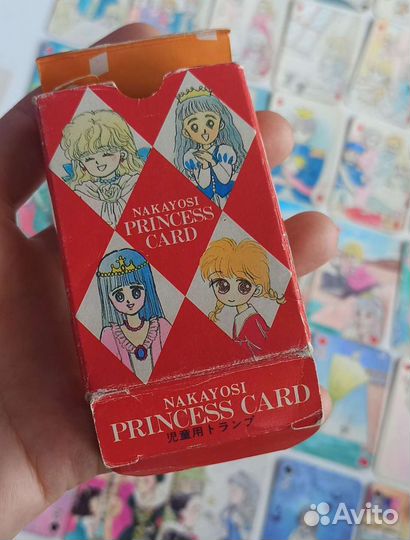 NAKAYOSI
PRINCESS
CARD
NAKAYOSI
PRINCESS CARD
児童用トランプ
Avito